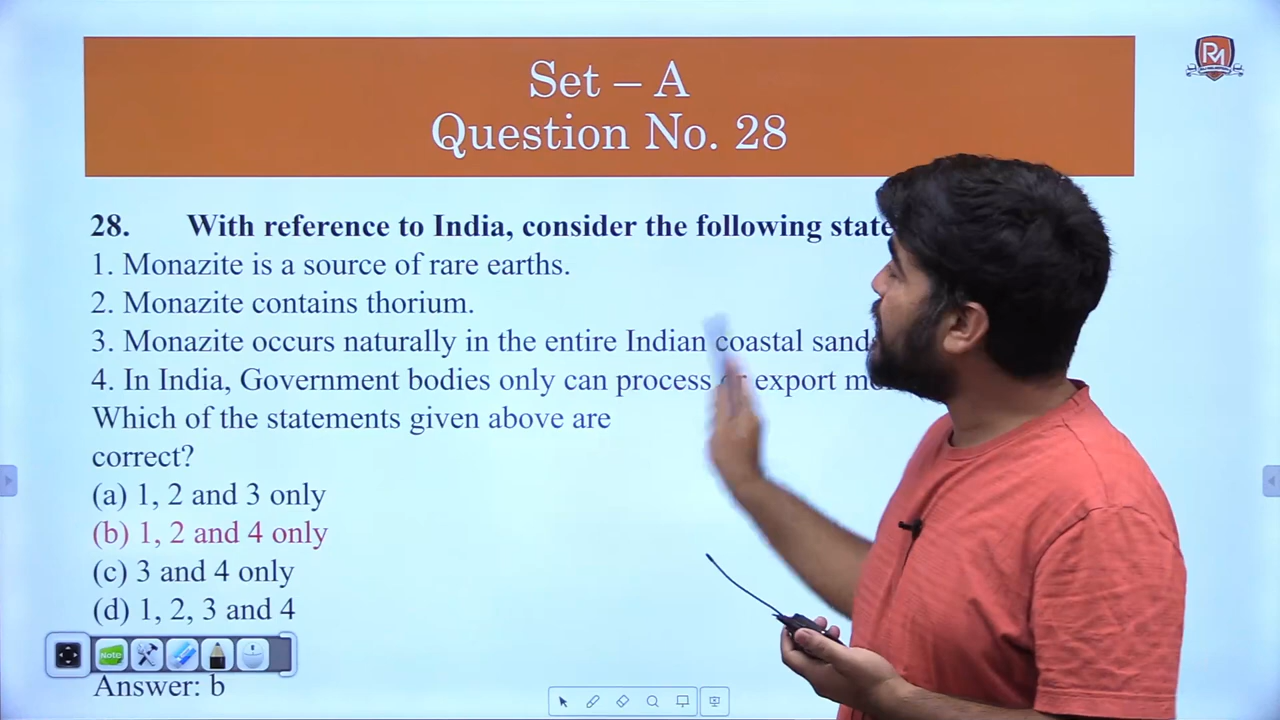 Set – A
Question No. 28
28. With reference to India, consider the following
1. Monazite is a source of rare earths.
2. Monazite contains thorium.
3. Monazite occurs naturally in the entire Indian coastal
4. In India, Government bodies only can process or export
Which of the statements given above are
correct?
(a) 1, 2 and 3 only
(b) 1, 2 and 4 only
(c) 3 and 4 only
(d) 1, 2, 3 and 4
Note
Answer: b